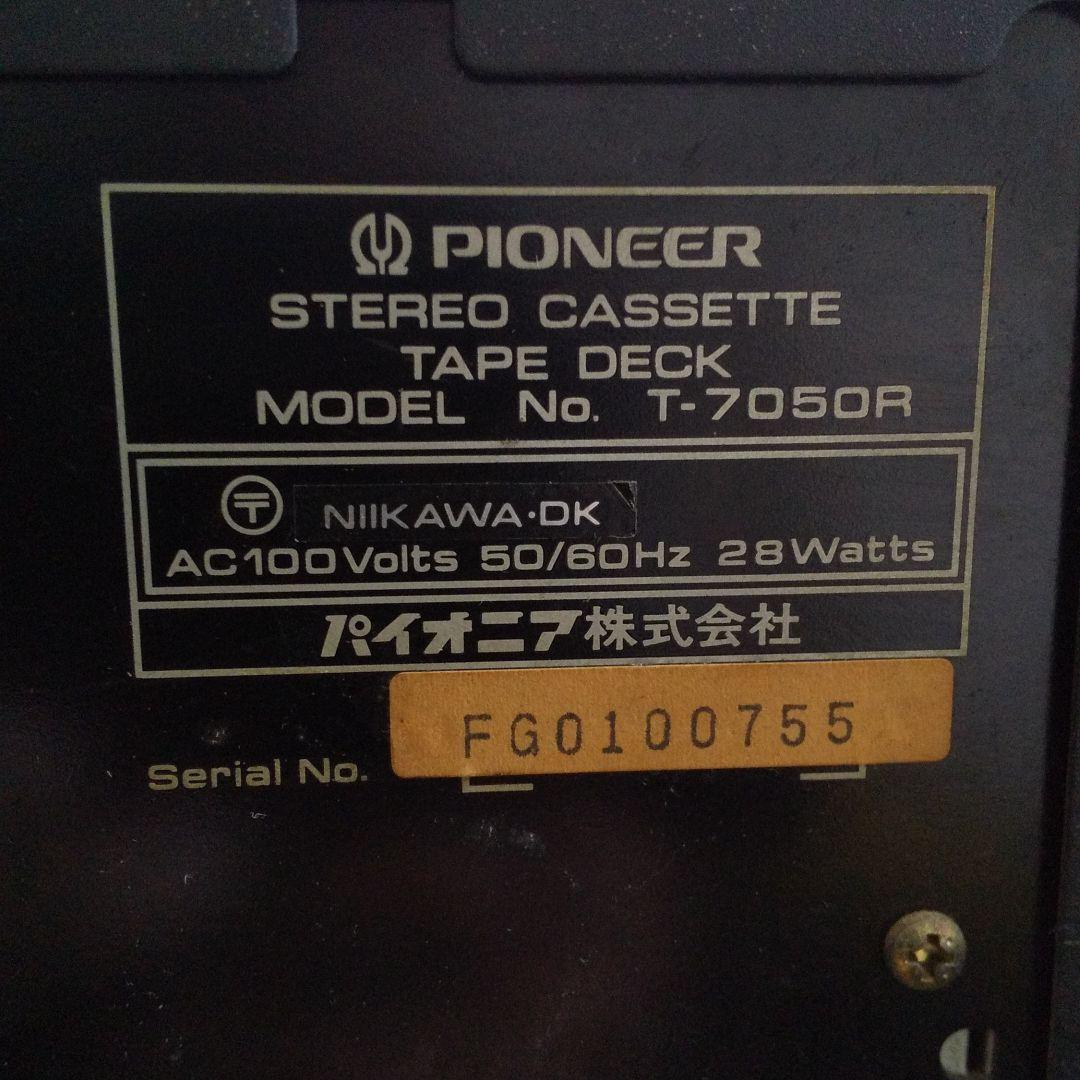 PIONEER
STEREO CASSETTE
TAPE DECK
MODEL No. T-7050R
〒 NIIKAWA・DK
AC100Volts 50/60Hz 28Watts
パイオニア株式会社
Serial No. FG0100755